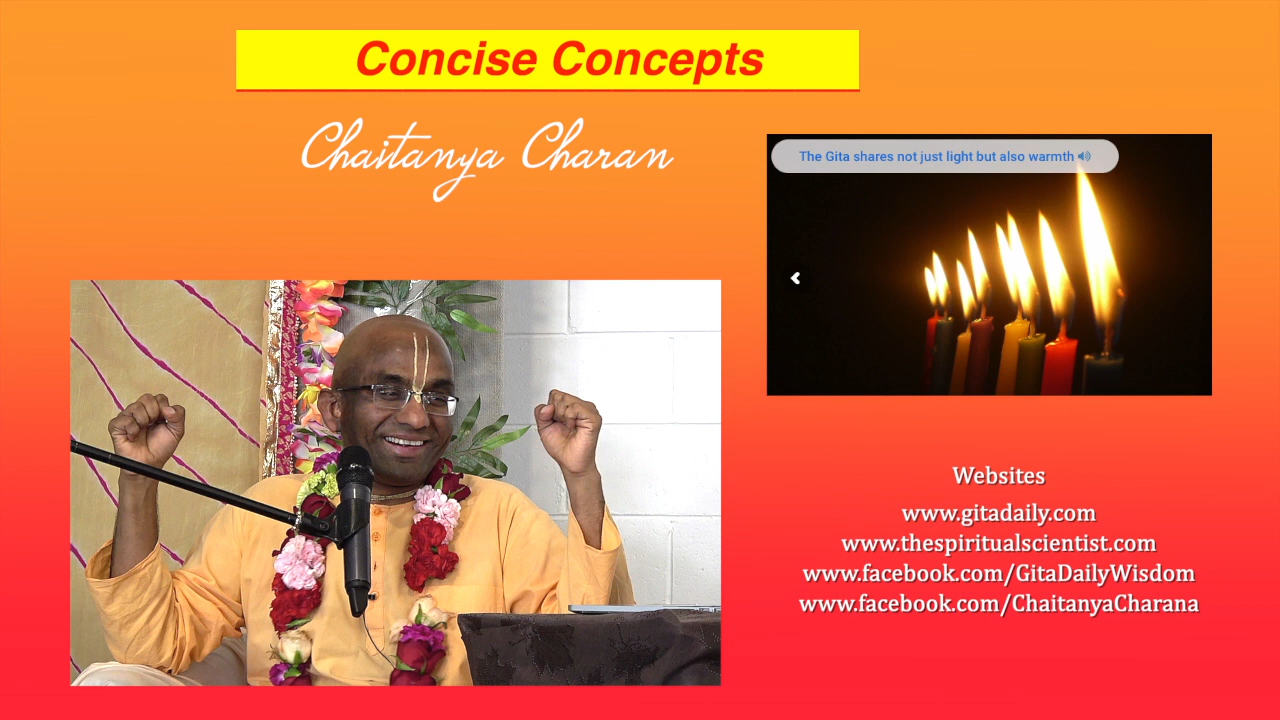 Concise Concepts
Chaitanya Charan
The Gita shares not just light but also warmth
Websites
www.gitadaily.com
www.thespiritualscientist.com
www.facebook.com/GitaDailyWisdom
www.facebook.com/ChaitanyaCharana